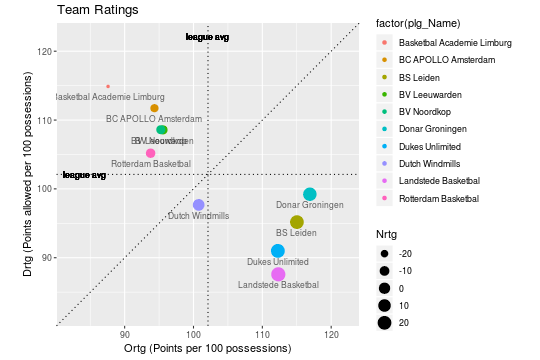 Team Ratings
factor(plg_Name)
Basketbal Academie Limburg
BC APOLLO Amsterdam
BS Leiden
BV Leeuwarden
BV Noordkop
Donar Groningen
Dukes Unlimited
Dutch Windmills
Landstede Basketbal
Rotterdam Basketbal
Nrtg
-20
-10
0
10
20
Drtg (Points allowed per 100 possessions)
120
110
100
90
league avg
asketbal Academie Limburg
BC APOLLO Amsterdam
Rotterdam Basketbal
league avg
Dutch Windmills
Donar Groningen
BS Leiden
Dukes Unlimited
Landstede Basketbal
90
100
110
120
Ortg (Points per 100 possessions)